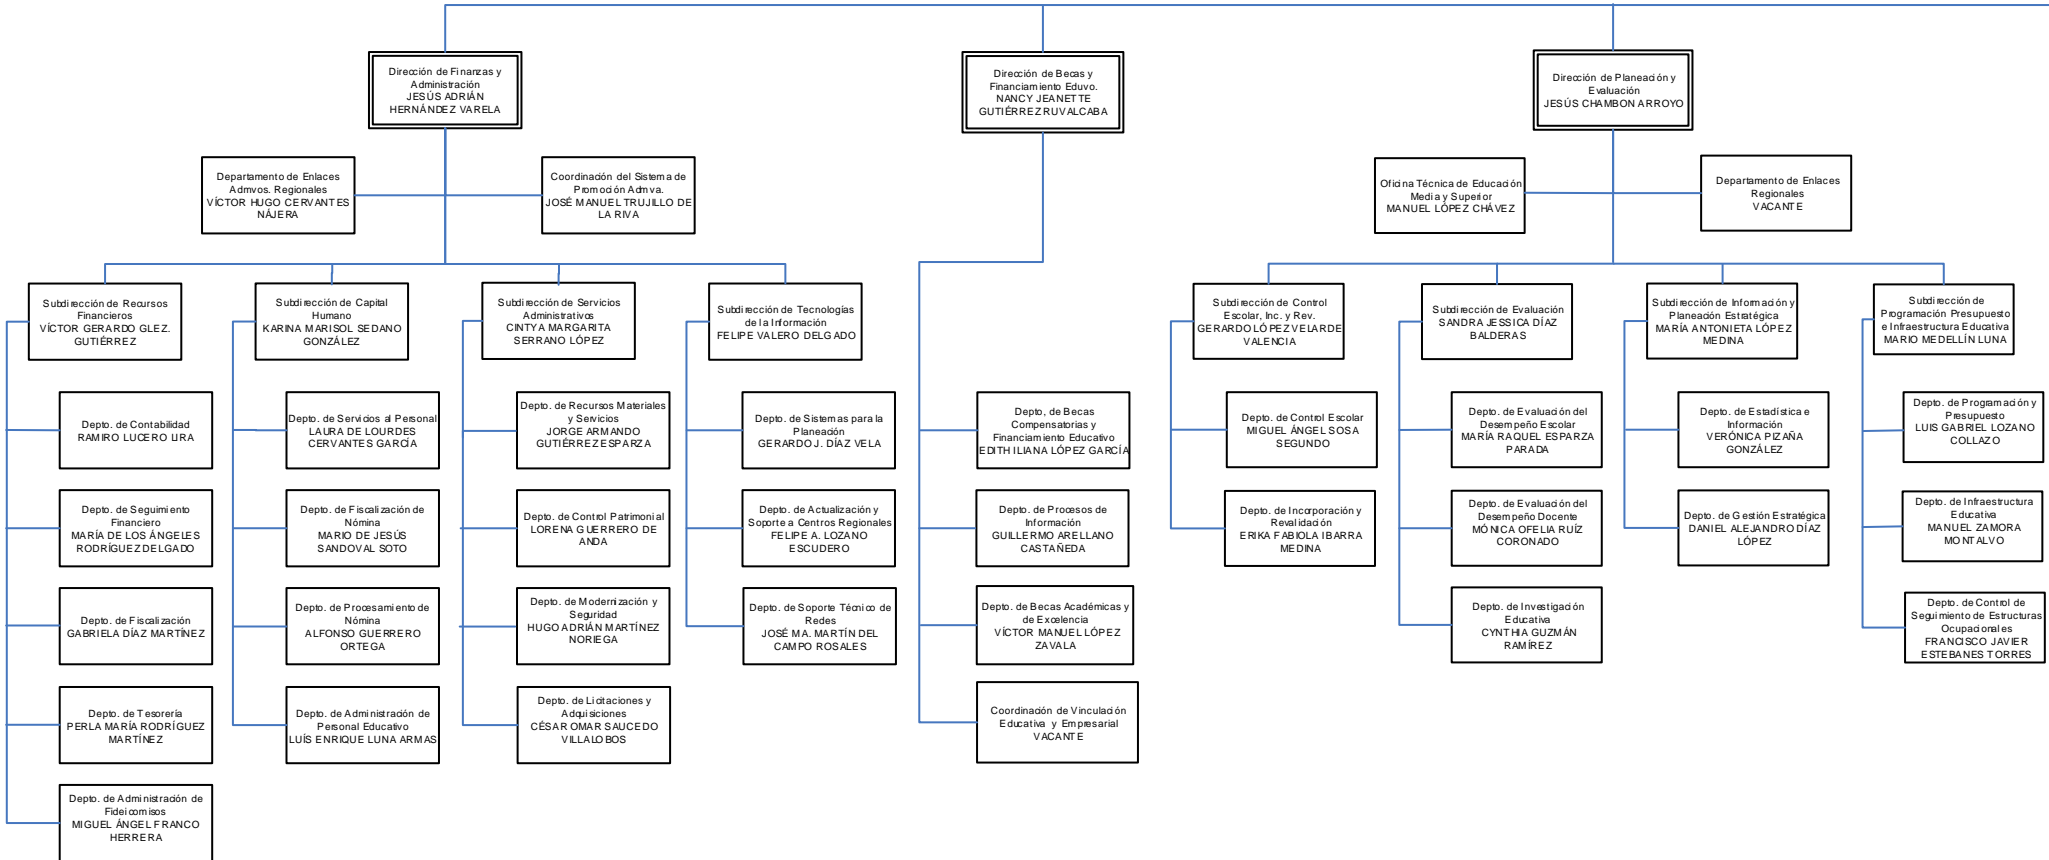 Dirección de Finanzas y
Administración
JESÚS ADRIÁN
HERNÁNDEZ VARELA
Dirección de Becas y
Financiamiento Eduvo.
NANCY JEANETTE
GUTIÉRREZ RUVALCABA
Dirección de Planeación y
Evaluación
JESÚS CHAMBON ARROYO
Departamento de Enlaces
Admvos. Regionales
VÍCTOR HUGO CERVANTES
NÁJERA
Coordinación del Sistema de
Promoción Admva.
JOSÉ MANUEL TRUJILLO DE
LA RIVA
Oficina Técnica de Educación
Media y Superior
MANUEL LÓPEZ CHÁVEZ
Departamento de Enlaces
Regionales
VACANTE
Subdirección de Recursos
Financieros
VÍCTOR GERARDO GLEZ.
GUTIÉRREZ
Subdirección de Capital
Humano
KARINA MARISOL SEDANO
GONZÁLEZ
Subdirección de Servicios
Administrativos
CINTYA MARGARITA
SERRANO LÓPEZ
Subdirección de Tecnologías
de la Información
FELIPE VALERO DELGADO
Subdirección de Control
Escolar, Inc. y Rev.
GERARDO LÓPEZ VELARDE
VALENCIA
Subdirección de Evaluación
SANDRA JESSICA DÍAZ
BALDERAS
Subdirección de Información y
Planeación Estratégica
MARÍA ANTONIETA LÓPEZ
MEDINA
Subdirección de
Programación Presupuesto
e Infraestructura Educativa
MARIO MEDELLÍN LUNA
Depto. de Contabilidad
RAMIRO LUCERO LIRA
Depto. de Servicios al Personal
LAURA DE LOURDES
CERVANTES GARCÍA
Depto. de Recursos Materiales
y Servicios
JORGE ARMANDO
GUTIÉRREZ ESPARZA
Depto. de Sistemas para la
Planeación
GERARDO J. DÍAZ VELA
Depto, de Becas
Compensatorias y
Financiamiento Educativo
EDITH ILIANA LÓPEZ GARCÍA
Depto. de Control Escolar
MIGUEL ÁNGEL SOSA
SEGUNDO
Depto. de Evaluación del
Desempeño Escolar
MARÍA RAQUEL ESPARZA
PARADA
Depto. de Estadística e
Información
VERÓNICA PIZAÑA
GONZÁLEZ
Depto. de Programación y
Presupuesto
LUIS GABRIEL LOZANO
COLLAZO
Depto. de Seguimiento
Financiero
MARÍA DE LOS ÁNGELES
RODRÍGUEZ DELGADO
Depto. de Fiscalización de
Nómina
MARIO DE JESÚS
SANDOVAL SOTO
Depto. de Control Patrimonial
LORENA GUERRERO DE
ANDA
Depto. de Actualización y
Soporte a Centros Regionales
FELIPE A. LOZANO
ESCUDERO
Depto. de Procesos de
Información
GUILLERMO ARELLANO
CASTAÑEDA
Depto. de Incorporación y
Revalidación
ERIKA FABIOLA IBARRA
MEDINA
Depto. de Evaluación del
Desempeño Docente
MÓNICA OFELIA RUÍZ
CORONADO
Depto. de Gestión Estratégica
DANIEL ALEJANDRO DÍAZ
LÓPEZ
Depto. de Infraestructura
Educativa
MANUEL ZAMORA
MONTALVO
Depto. de Fiscalización
GABRIELA DÍAZ MARTÍNEZ
Depto. de Procesamiento de
Nómina
ALFONSO GUERRERO
ORTEGA
Depto. de Modernización y
Seguridad
HUGO ADRIÁN MARTÍNEZ
NORIEGA
Depto. de Soporte Técnico de
Redes
JOSÉ MA. MARTÍN DEL
CAMPO ROSALES
Depto. de Becas Académicas y
de Excelencia
VÍCTOR MANUEL LÓPEZ
ZAVALA
Depto. de Investigación
Educativa
CYNTHIA GUZMÁN
RAMÍREZ
Depto. de Control de
Seguimiento de Estructuras
Ocupacionales
FRANCISCO JAVIER
ESTEBANES TORRES
Depto. de Tesorería
PERLA MARÍA RODRÍGUEZ
MARTÍNEZ
Depto. de Administración de
Personal Educativo
LUÍS ENRIQUE LUNA ARMAS
Depto. de Licitaciones y
Adquisiciones
CÉSAR OMAR SAUCEDO
VILLALOBOS
Coordinación de Vinculación
Educativa y Empresarial
VACANTE
Depto. de Administración de
Fideicomisos
MIGUEL ÁNGEL FRANCO
HERRERA